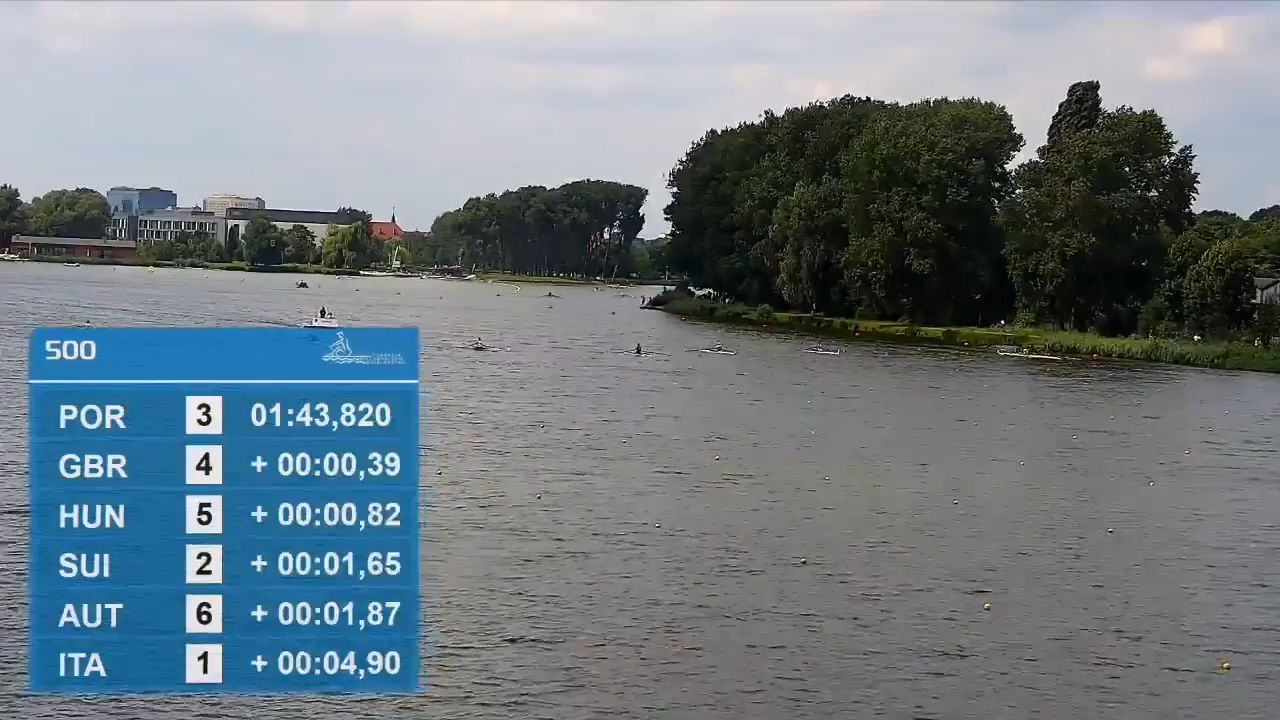 500
POR 3 01:43,820
GBR 4 + 00:00,39
HUN 5 + 00:00,82
SUI 2 + 00:01,65
AUT 6 + 00:01,87
ITA 1 + 00:04,90